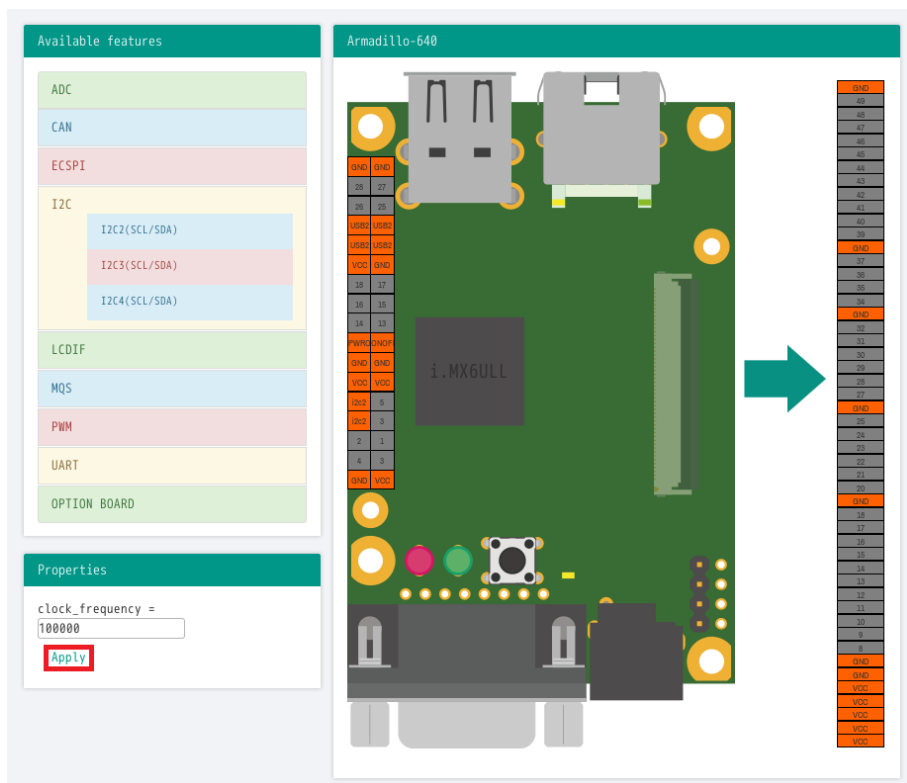 Available features
ADC
CAN
ECSPI
I2C
I2C2(SCL/SDA)
I2C3(SCL/SDA)
I2C4(SCL/SDA)
LCDIF
MQS
PWM
UART
OPTION BOARD
Properties
clock_frequency =
100000
Apply
Armadillo-640
GND GND
28 27
26 25
USB2 USB2
USB2 USB2
VCC GND
18 17
16 15
14 13
PWRO ONOF
GND GND
VCC VCC
i2c2 5
i2c2 3
2 1
4 3
GND VCC
i.MX6ULL
GND
49
48
47
46
45
44
43
42
41
40
39
GND
37
36
35
34
GND
32
31
30
29
28
27
GND
25
24
23
22
21
20
GND
18
17
16
15
14
13
12
11
10
9
8
GND
GND
VCC
VCC
VCC
VCC
VCC